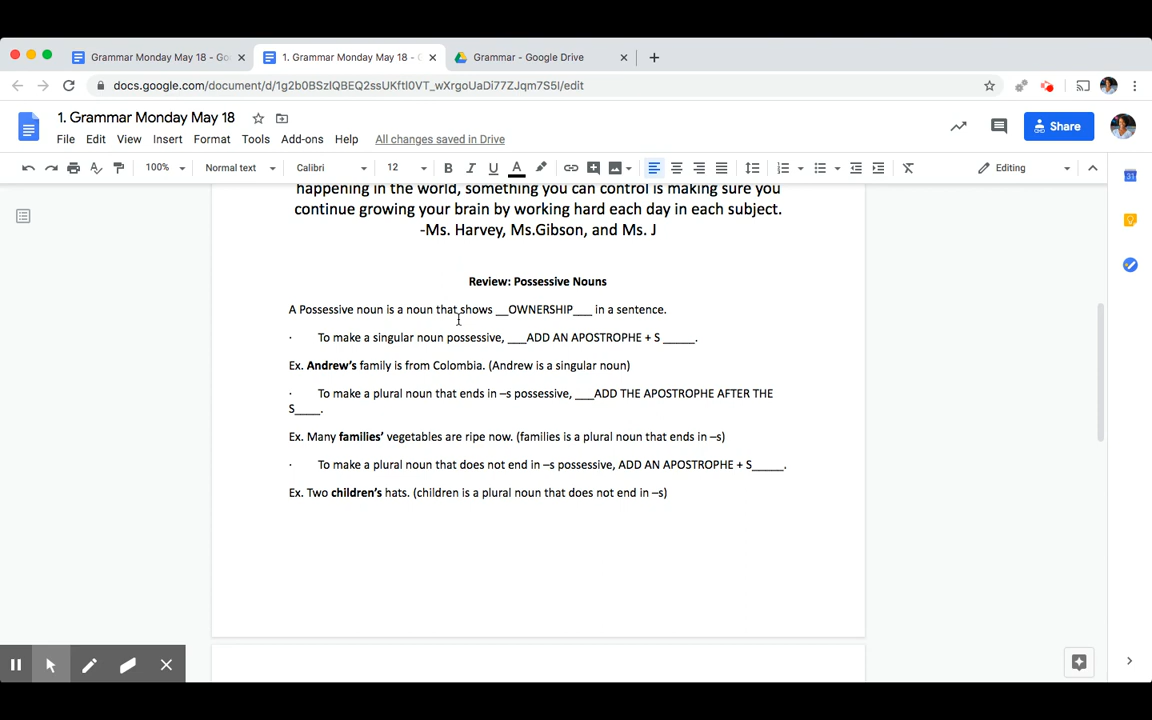 Grammar Monday May 18 - Go
1. Grammar Monday May 18 - G
Grammar - Google Drive
docs.google.com/document/d/1g2b0BSzIQBEQ2ssUKftI0VT_wXrgoUaDi77ZJqm7S5I/edit
1. Grammar Monday May 18
File Edit View Insert Format Tools Add-ons Help All changes saved in Drive
Share
100% Normal text Calibri 12 B I U A Editing
happening in the world, something you can control is making sure you
continue growing your brain by working hard each day in each subject.
-Ms. Harvey, Ms.Gibson, and Ms. J
Review: Possessive Nouns
A Possessive noun is a noun that shows __OWNERSHIP___ in a sentence.
· To make a singular noun possessive, ___ADD AN APOSTROPHE + S _____.
Ex. Andrew’s family is from Colombia. (Andrew is a singular noun)
· To make a plural noun that ends in –s possessive, ___ADD THE APOSTROPHE AFTER THE
S____.
Ex. Many families’ vegetables are ripe now. (families is a plural noun that ends in –s)
· To make a plural noun that does not end in –s possessive, ADD AN APOSTROPHE + S_____.
Ex. Two children’s hats. (children is a plural noun that does not end in –s)